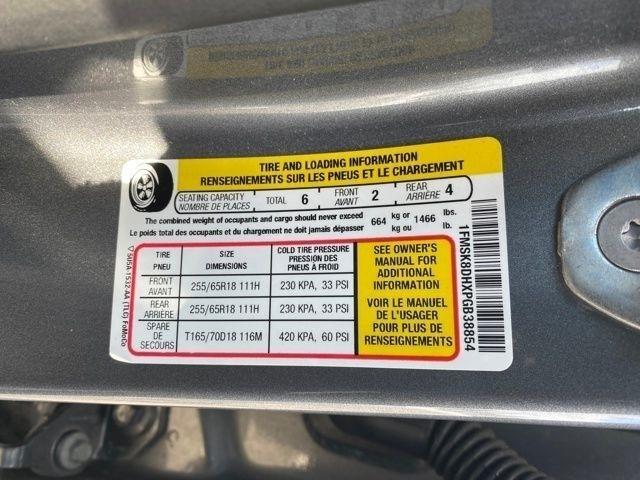 TIRE AND LOADING INFORMATION
RENSEIGNEMENTS SUR LES PNEUS ET LE CHARGEMENT
SEATING CAPACITY NOMBRE DE PLACES TOTAL 6 FRONT AVANT 2 REAR ARRIÈRE 4
The combined weight of occupants and cargo should never exceed 664 kg or 1466 lbs.
Le poids total des occupants et du chargement ne doit jamais dépasser kg ou lb.
TIRE PNEU SIZE DIMENSIONS COLD TIRE PRESSURE PRESSION DES PNEUS À FROID
FRONT AVANT 255/65R18 111H 230 KPA, 33 PSI
REAR ARRIÈRE 255/65R18 111H 230 KPA, 33 PSI
SPARE DE SECOURS T165/70D18 116M 420 KPA, 60 PSI
SEE OWNER'S
MANUAL FOR
ADDITIONAL
INFORMATION
VOIR LE MANUEL
DE L'USAGER
POUR PLUS DE
RENSEIGNEMENTS
1FMSK8DHXPGB38854